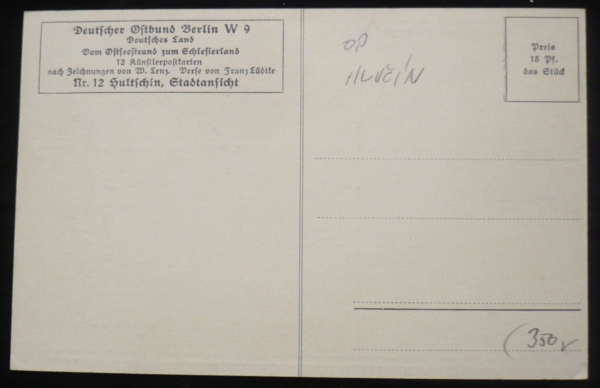 Deutscher Ostbund Berlin W 9
Deutsches Land
Vom Ostseestrand zum Schlesierland
12 Künstlerpostkarten
nach Zeichnungen von W. Lenz. Verse von Franz Lüdtke
Nr. 12 Hultschin, Stadtansicht
OP
HLUČÍN
Preis
15 Pf.
das Stück
350